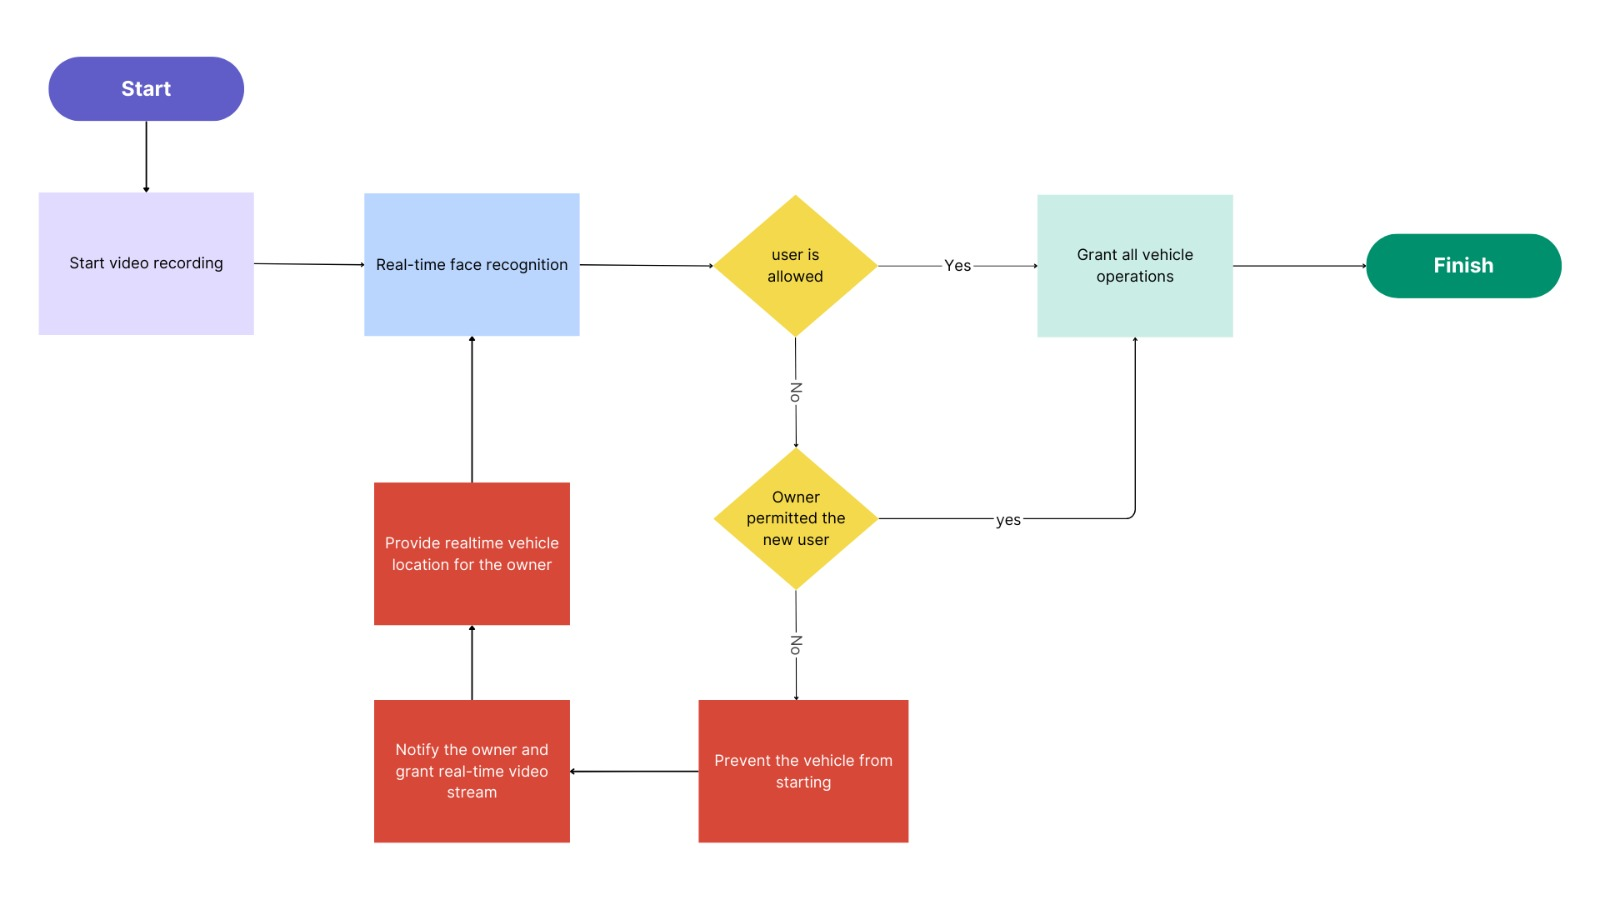 Start
Start video recording
Real-time face recognition
user is
allowed
Yes
Grant all vehicle
operations
Finish
No
Owner
permitted the
new user
yes
No
Provide realtime vehicle
location for the owner
Notify the owner and
grant real-time video
stream
Prevent the vehicle from
starting